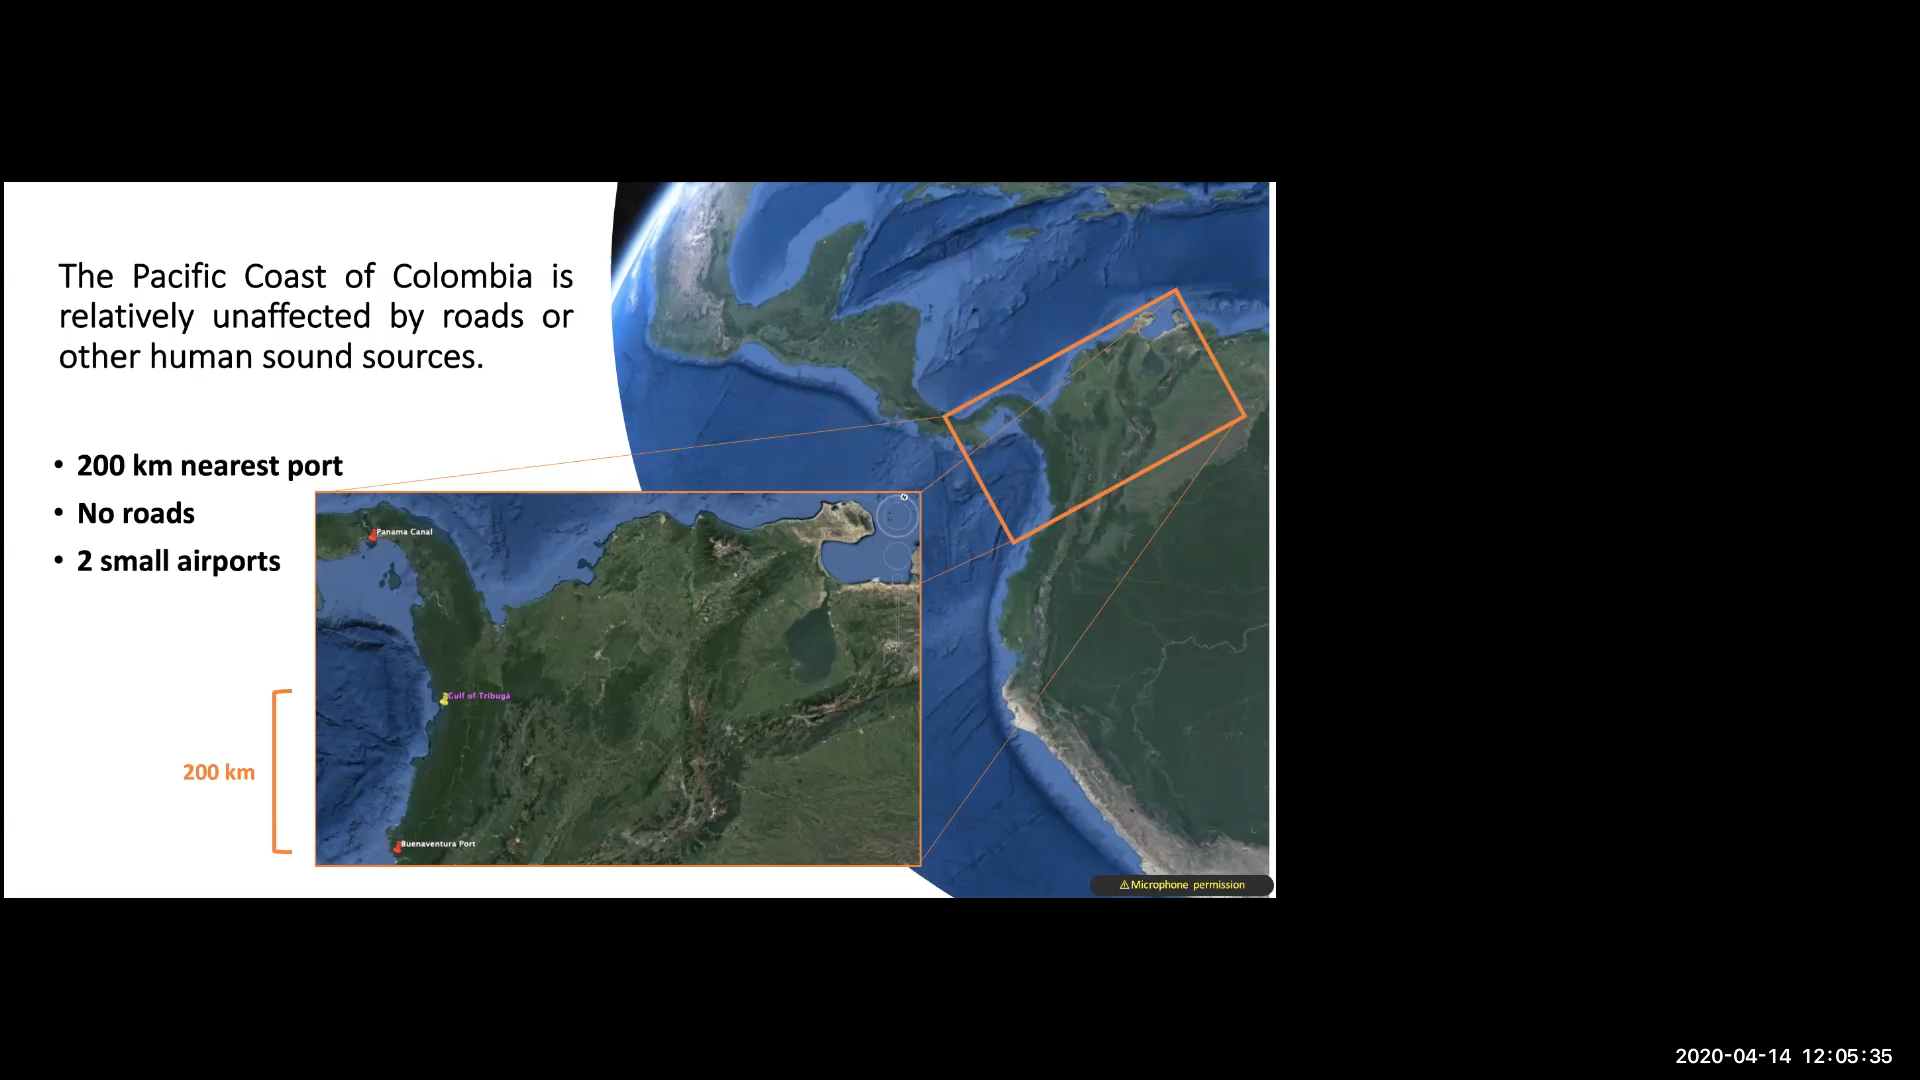 The Pacific Coast of Colombia is
relatively unaffected by roads or
other human sound sources.
• 200 km nearest port
• No roads
• 2 small airports
Panama Canal
Gulf of Tribugá
200 km
Buenaventura Port
⚠Microphone permission
2020-04-14 12:05:35